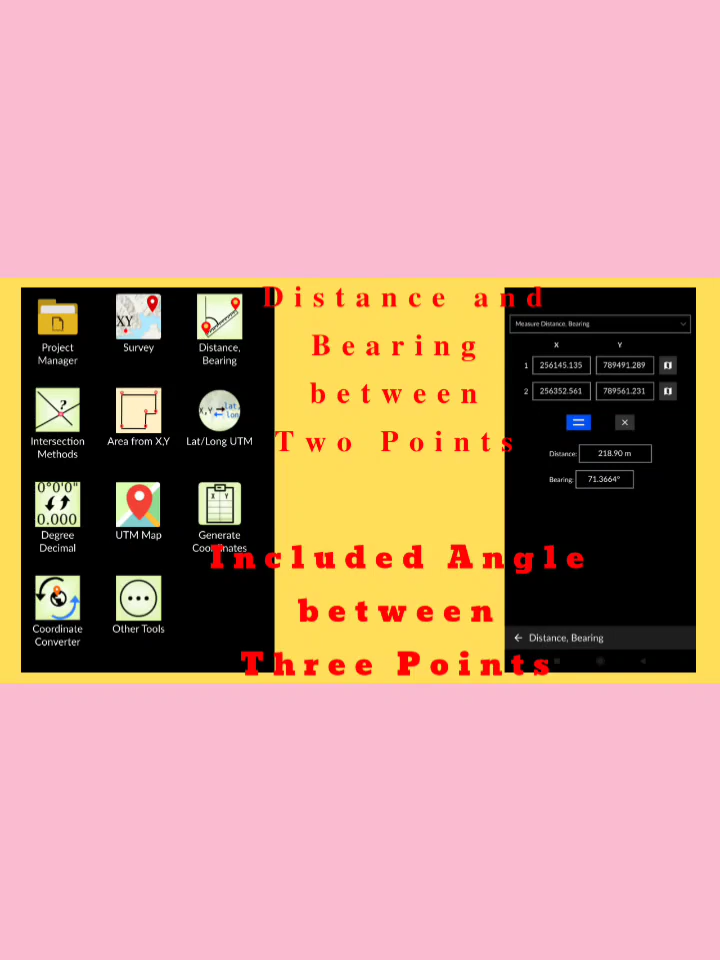 Project
Manager
XY
Survey
Distance,
Bearing
?
Intersection
Methods
Area from X,Y
X,Y
lat,
lon
Lat/Long UTM
0°0'0"
0.000
Degree
Decimal
UTM Map
X Y
Generate
Coordinates
Coordinate
Converter
Other Tools
Distance and
Bearing
between
Two Points
Included Angle
between
Three Points
Measure Distance, Bearing
X Y
1 256145.135 789491.289
2 256352.561 789561.231
Distance: 218.90 m
Bearing: 71.3664°
Distance, Bearing